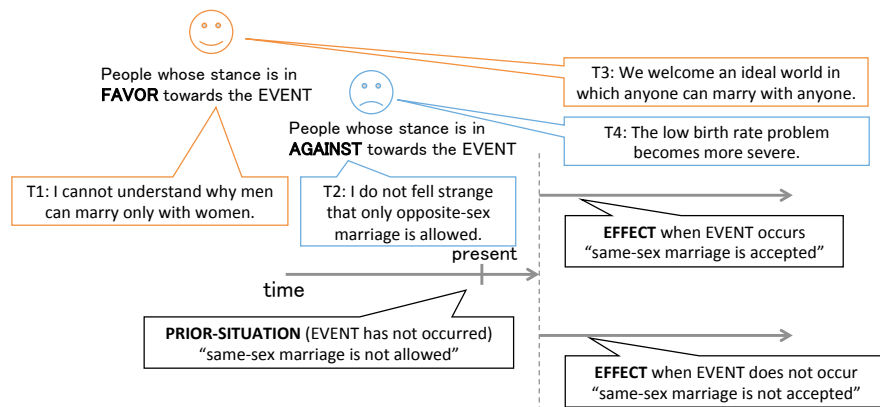 People whose stance is in
FAVOR towards the EVENT
T3: We welcome an ideal world in
which anyone can marry with anyone.
People whose stance is in
AGAINST towards the EVENT
T4: The low birth rate problem
becomes more severe.
T1: I cannot understand why men
can marry only with women.
T2: I do not fell strange
that only opposite-sex
marriage is allowed.
present
time
EFFECT when EVENT occurs
“same-sex marriage is accepted”
PRIOR-SITUATION (EVENT has not occurred)
“same-sex marriage is not allowed”
EFFECT when EVENT does not occur
“same-sex marriage is not accepted”